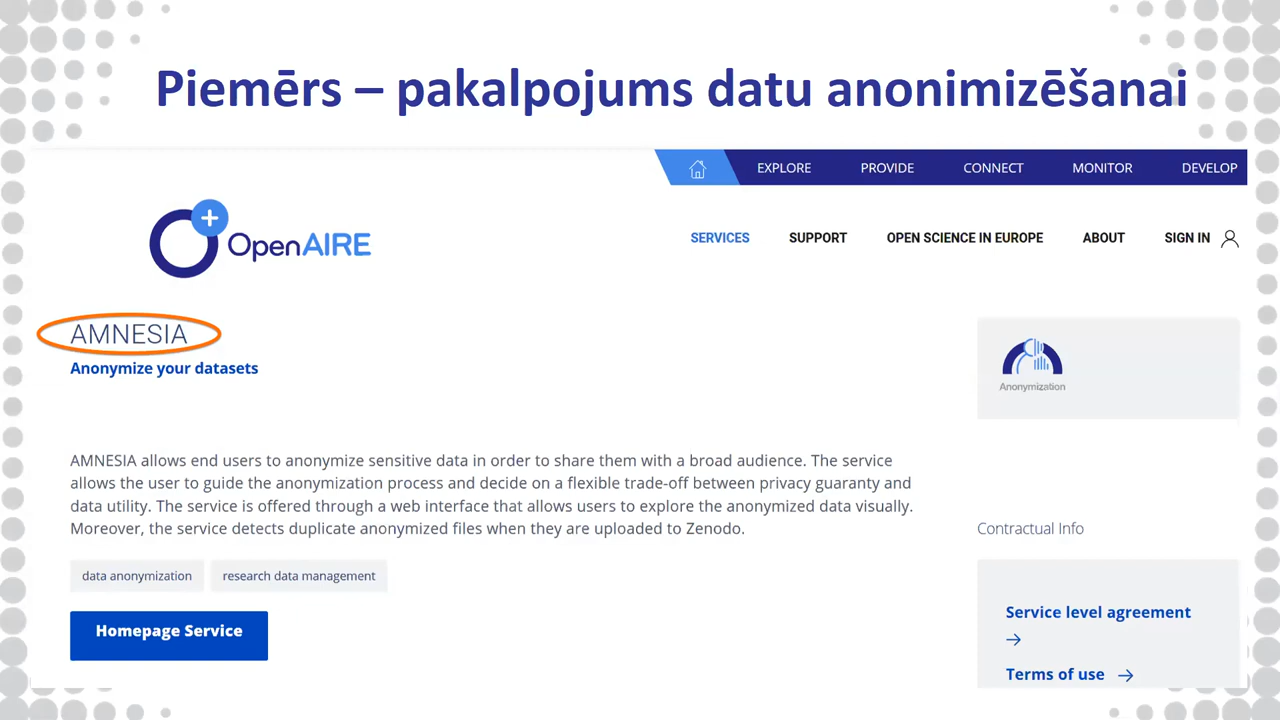 Piemērs – pakalpojums datu anonimizēšanai
EXPLORE PROVIDE CONNECT MONITOR DEVELOP
OpenAIRE
SERVICES SUPPORT OPEN SCIENCE IN EUROPE ABOUT SIGN IN
AMNESIA
Anonymize your datasets
Anonymization
AMNESIA allows end users to anonymize sensitive data in order to share them with a broad audience. The service
allows the user to guide the anonymization process and decide on a flexible trade-off between privacy guaranty and
data utility. The service is offered through a web interface that allows users to explore the anonymized data visually.
Moreover, the service detects duplicate anonymized files when they are uploaded to Zenodo.
data anonymization research data management
Homepage Service
Contractual Info
Service level agreement
→
Terms of use →